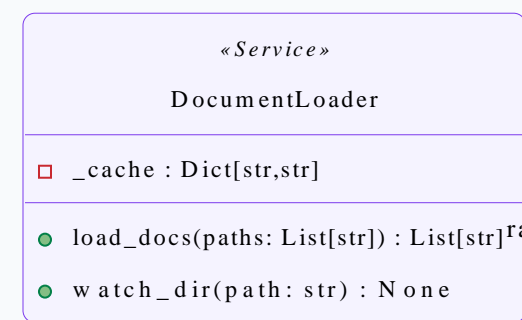 «Service»
DocumentLoader
_cache : Dict[str,str]
load_docs(paths: List[str]) : List[str]
watch_dir(path: str) : None